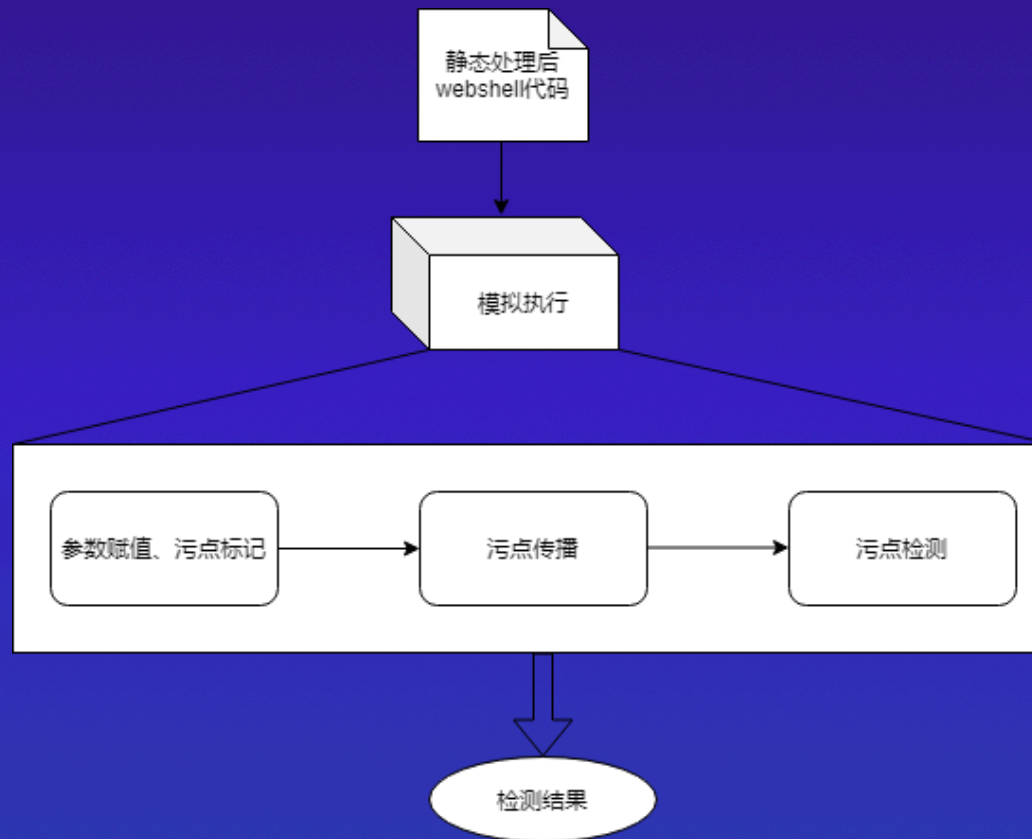 静态处理后
webshell代码
模拟执行
参数赋值、污点标记
污点传播
污点检测
检测结果